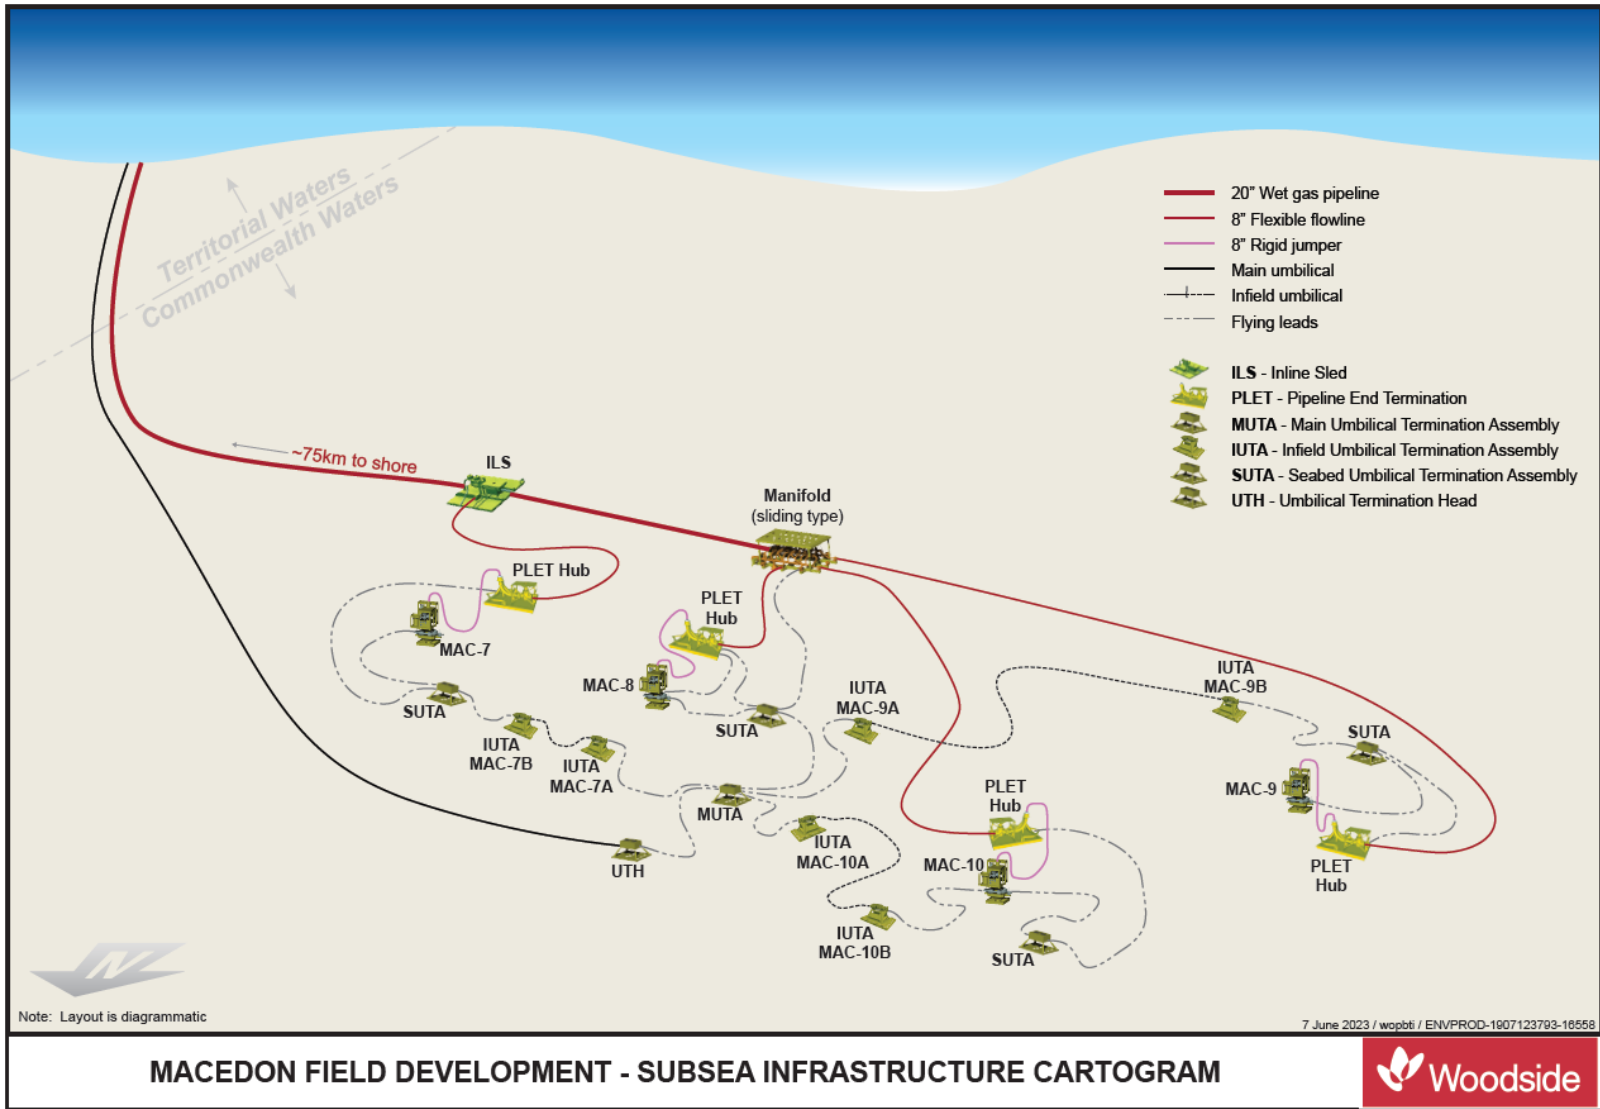 Territorial Waters
Commonwealth Waters
20" Wet gas pipeline
8" Flexible flowline
8" Rigid jumper
Main umbilical
Infield umbilical
Flying leads
ILS - Inline Sled
PLET - Pipeline End Termination
MUTA - Main Umbilical Termination Assembly
IUTA - Infield Umbilical Termination Assembly
SUTA - Seabed Umbilical Termination Assembly
UTH - Umbilical Termination Head
~75km to shore
ILS
Manifold
(sliding type)
PLET Hub
MAC-7
PLET
Hub
MAC-8
SUTA
IUTA
MAC-7B
IUTA
MAC-7A
SUTA
IUTA
MAC-9A
IUTA
MAC-9B
SUTA
MAC-9
PLET
Hub
MUTA
UTH
IUTA
MAC-10A
PLET
Hub
MAC-10
IUTA
MAC-10B
SUTA
N
Note: Layout is diagrammatic
7 June 2023 / wopbti / ENVPROD-1907123793-16558
MACEDON FIELD DEVELOPMENT - SUBSEA INFRASTRUCTURE CARTOGRAM
Woodside